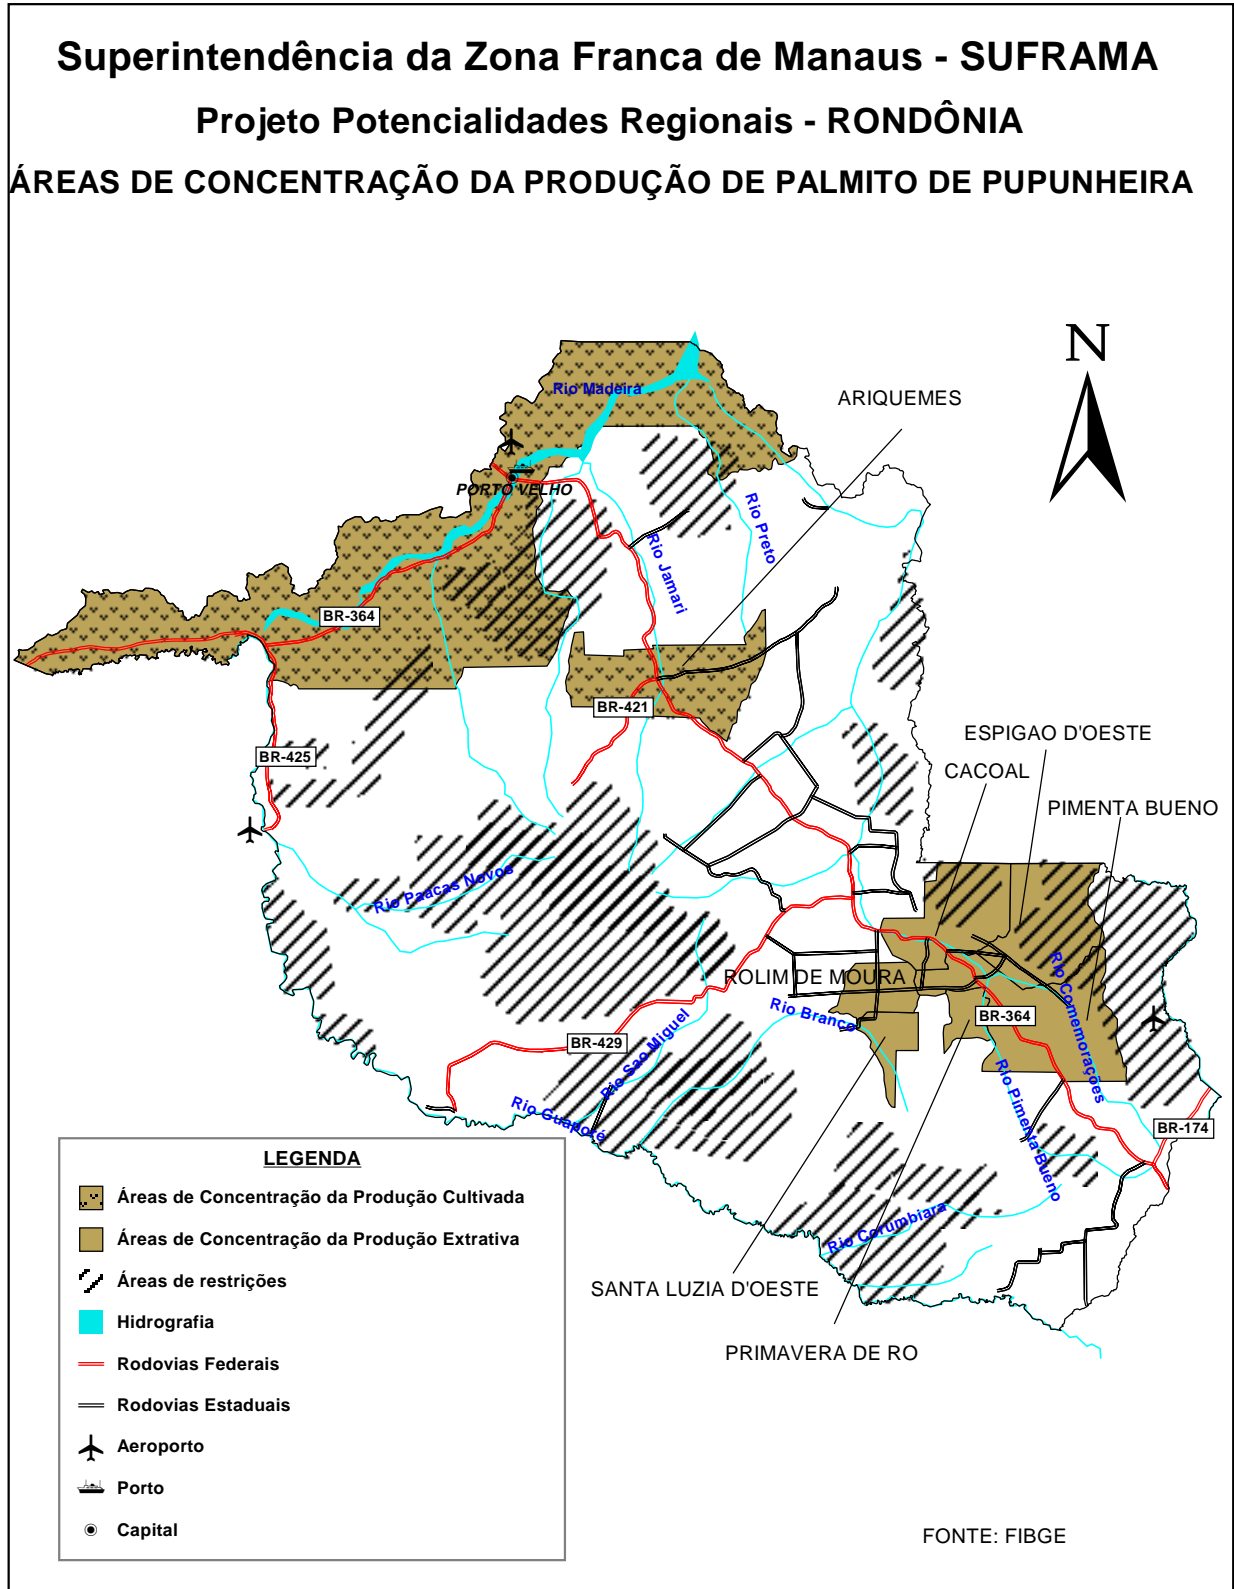 Superintendência da Zona Franca de Manaus - SUFRAMA
Projeto Potencialidades Regionais - RONDÔNIA
ÁREAS DE CONCENTRAÇÃO DA PRODUÇÃO DE PALMITO DE PUPUNHEIRA
N
Rio Madeira
ARIQUEMES
PORTO VELHO
Rio Preto
Rio Jamari
BR-364
BR-421
BR-425
ESPIGAO D'OESTE
CACOAL
PIMENTA BUENO
Rio Paacas Novos
ROLIM DE MOURA
Rio Comemorações
Rio Branco
BR-364
BR-429
Rio Sao Miguel
Rio Guaporé
Rio Pimenta Bueno
BR-174
Rio Corumbiara
SANTA LUZIA D'OESTE
PRIMAVERA DE RO
LEGENDA
Áreas de Concentração da Produção Cultivada
Áreas de Concentração da Produção Extrativa
Áreas de restrições
Hidrografia
Rodovias Federais
Rodovias Estaduais
Aeroporto
Porto
Capital
FONTE: FIBGE